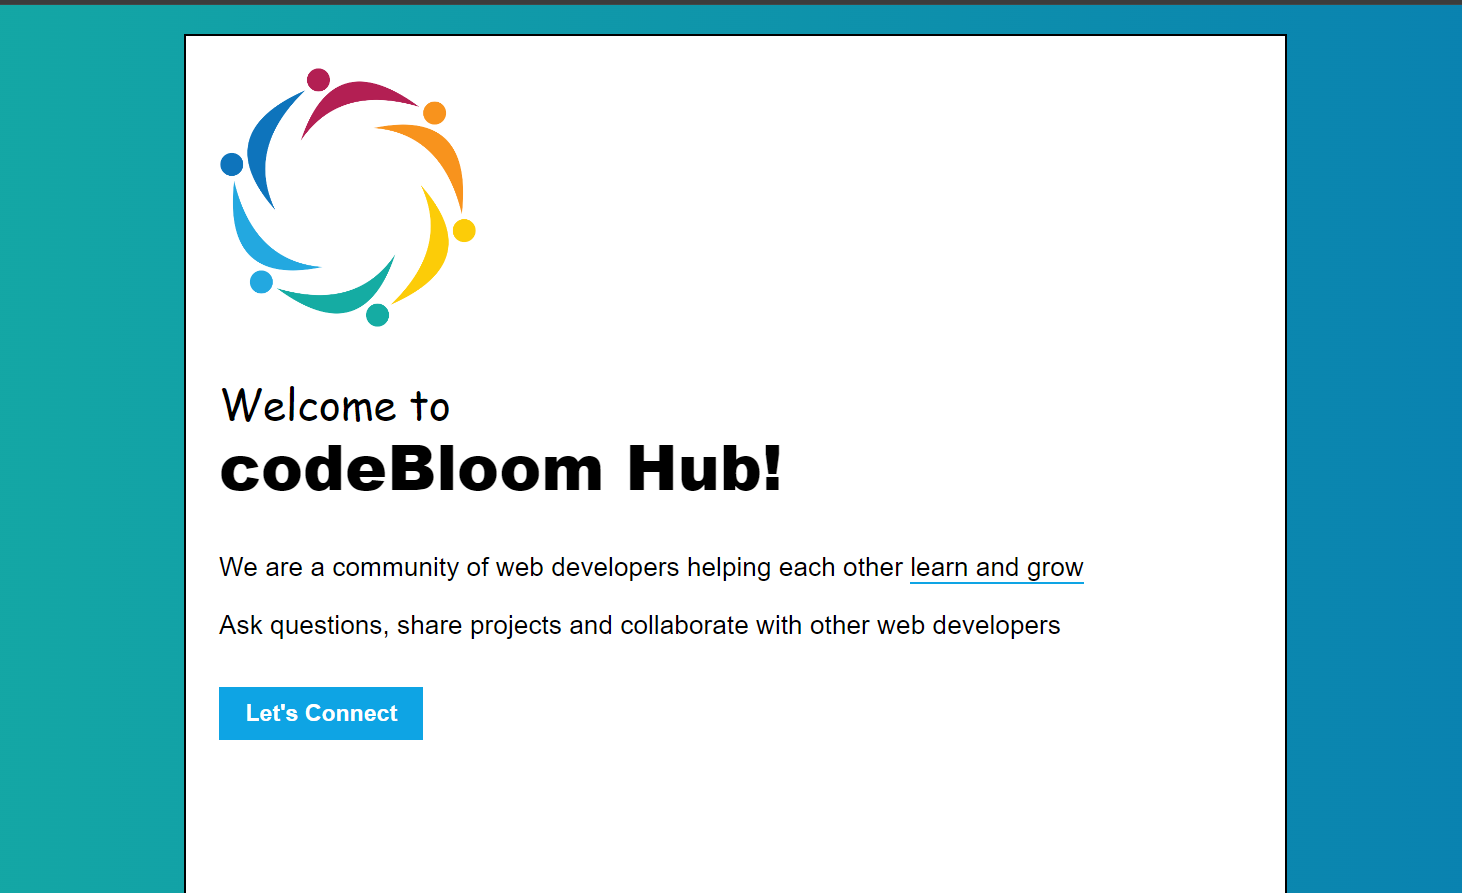 Welcome to
codeBloom Hub!
We are a community of web developers helping each other learn and grow
Ask questions, share projects and collaborate with other web developers
Let's Connect